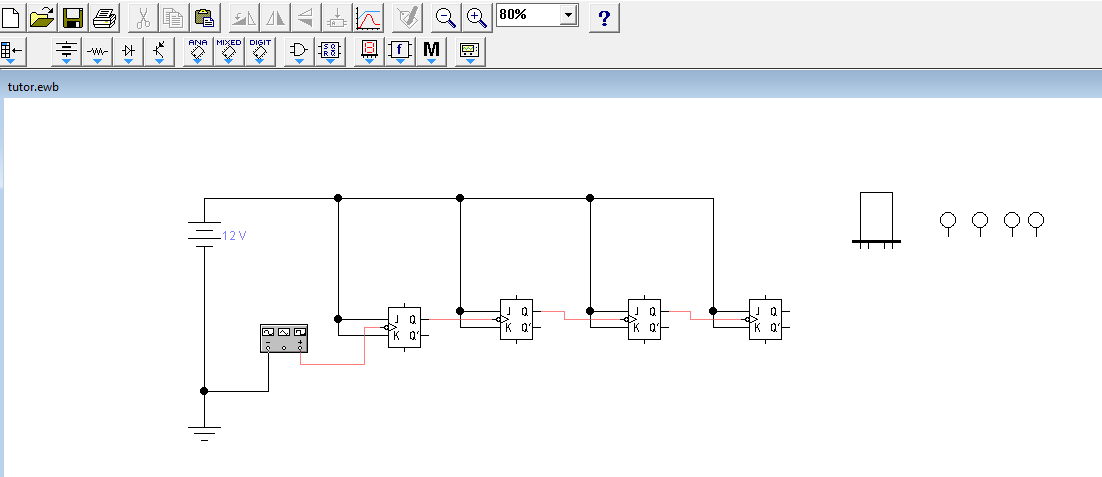 80%
?
ANA MIXED DIGIT
f M
tutor.ewb
12 V
J Q J Q J Q J Q
K Q' K Q' K Q' K Q'
- +